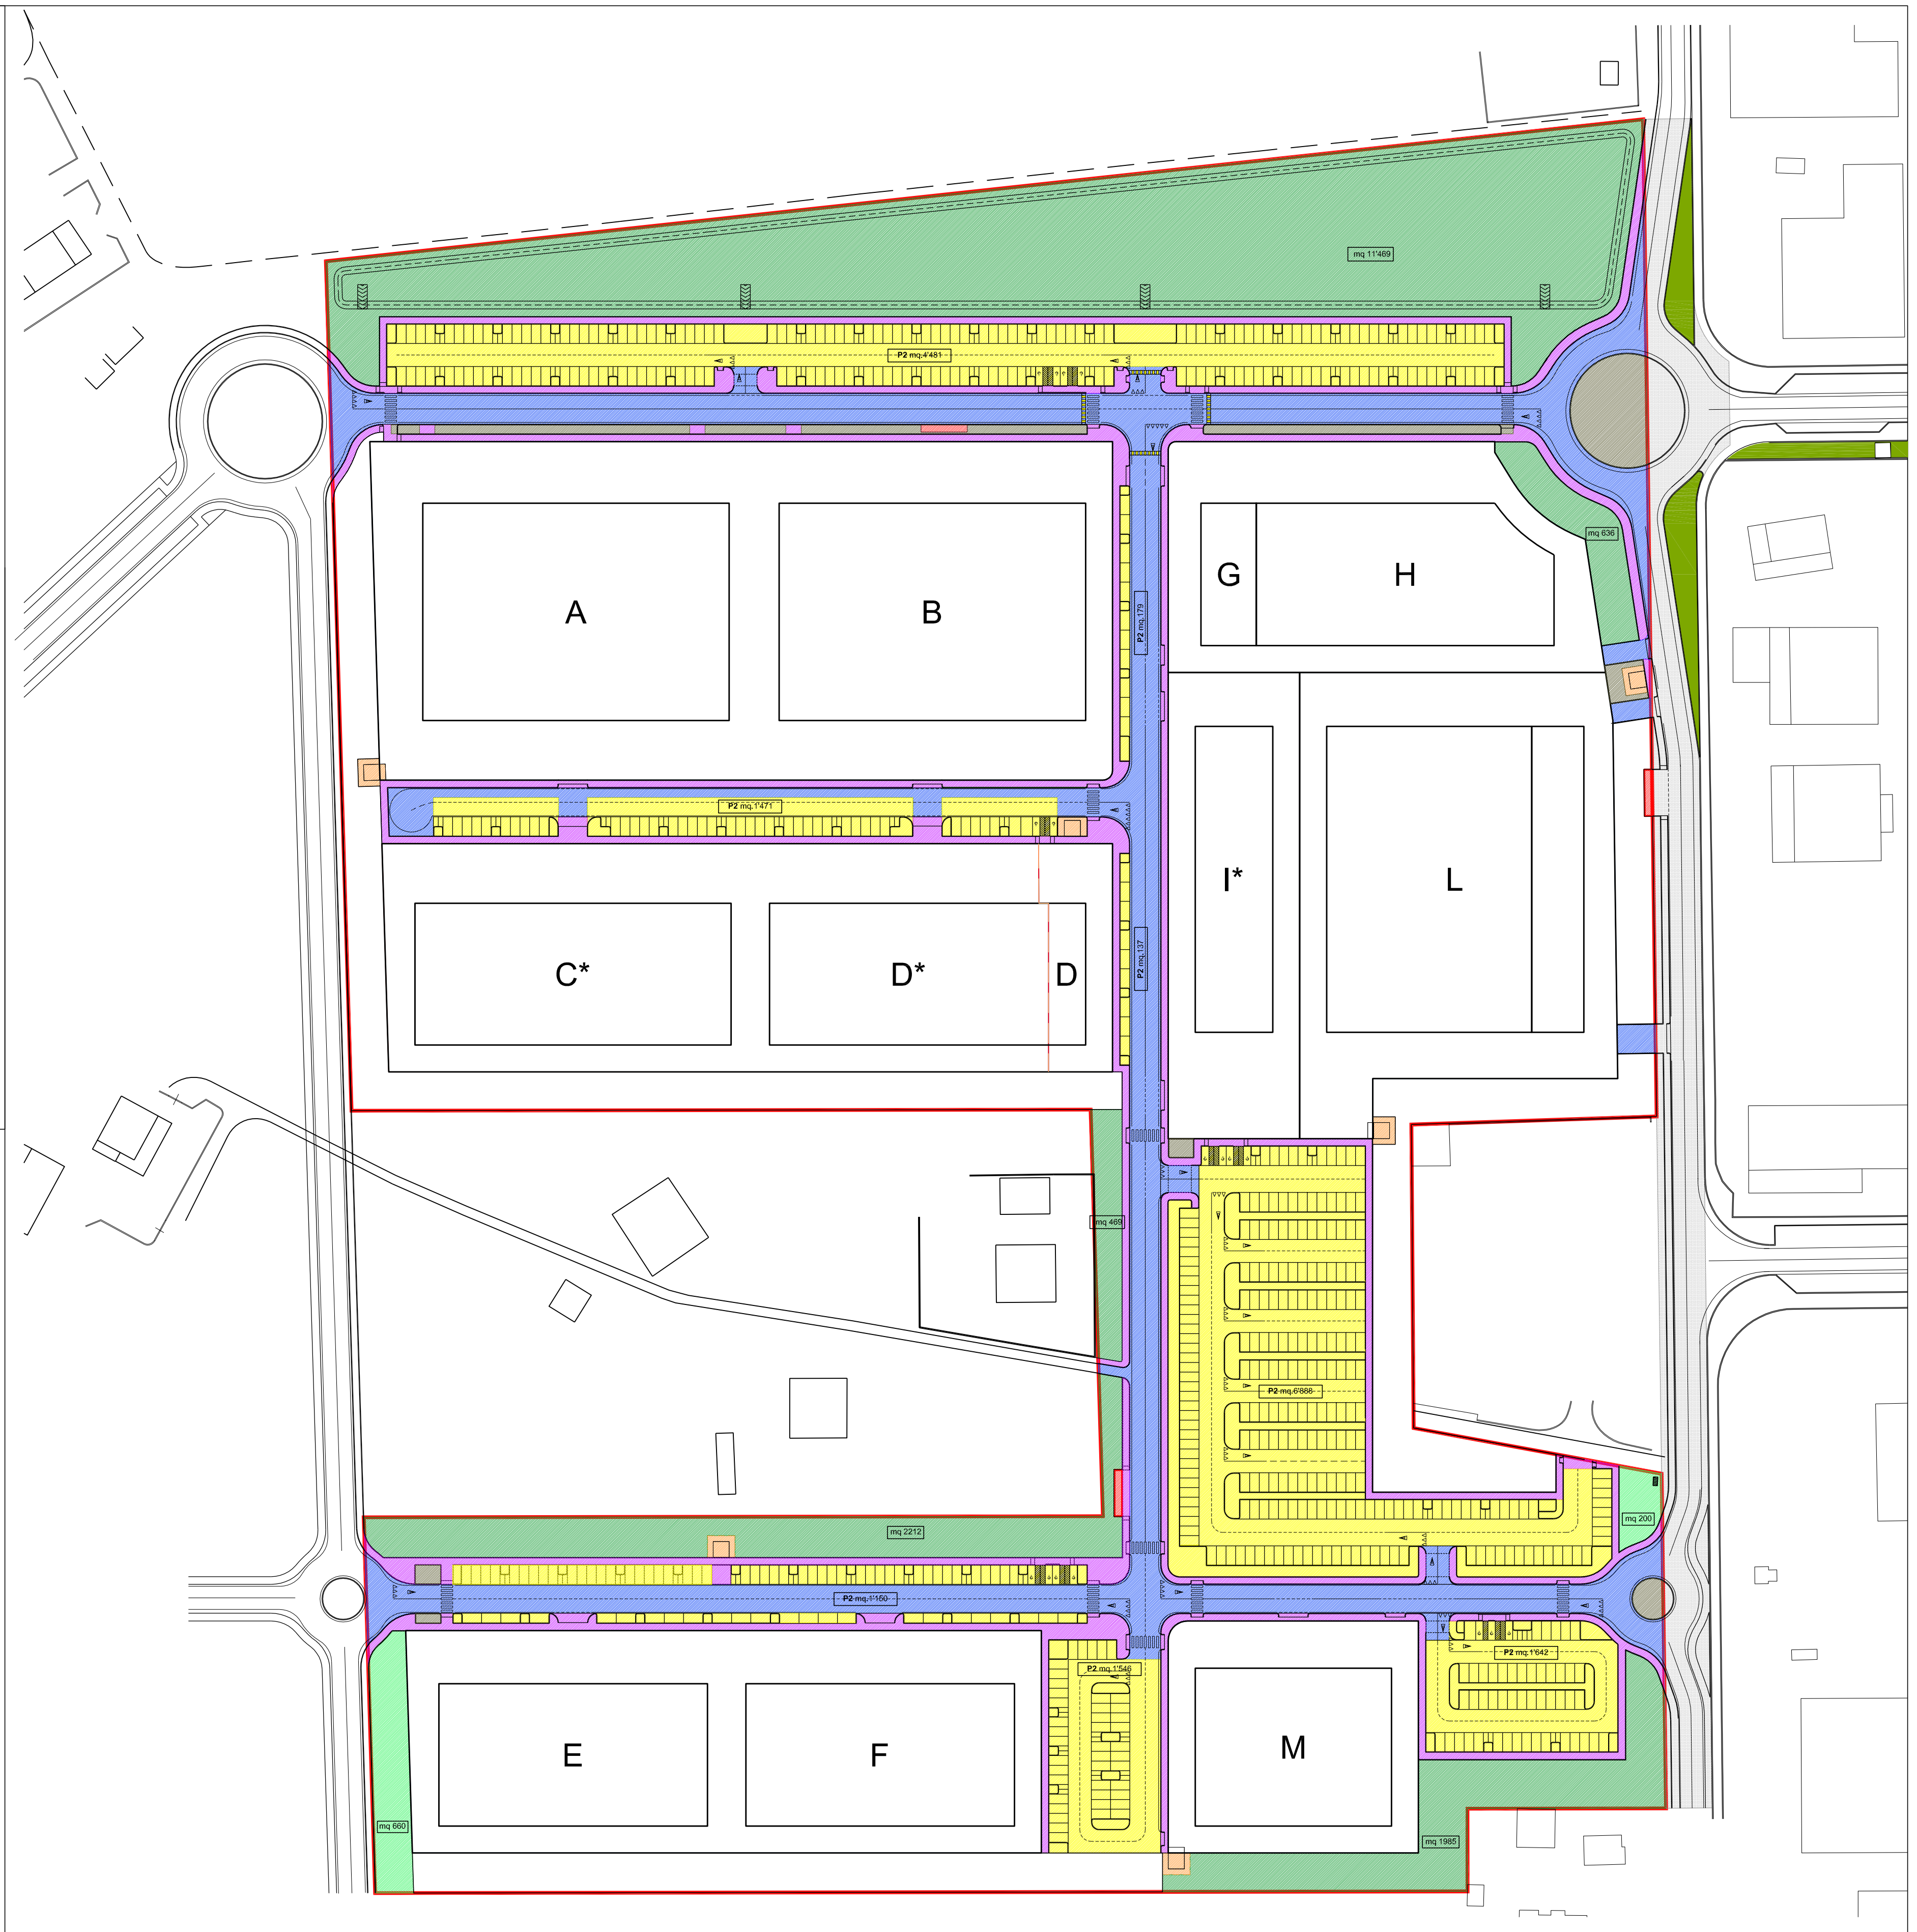 mq 11'469
P2 mq.4'481
mq 636
G
H
A
B
P2 mq.179
P2 mq.1'471
I*
L
P2 mq.137
C*
D*
D
mq 469
P2 mq.6'888
mq 200
mq 2212
P2 mq.1'150
P2 mq.1'642
P2 mq.1'546
M
E
F
mq 660
mq 1985